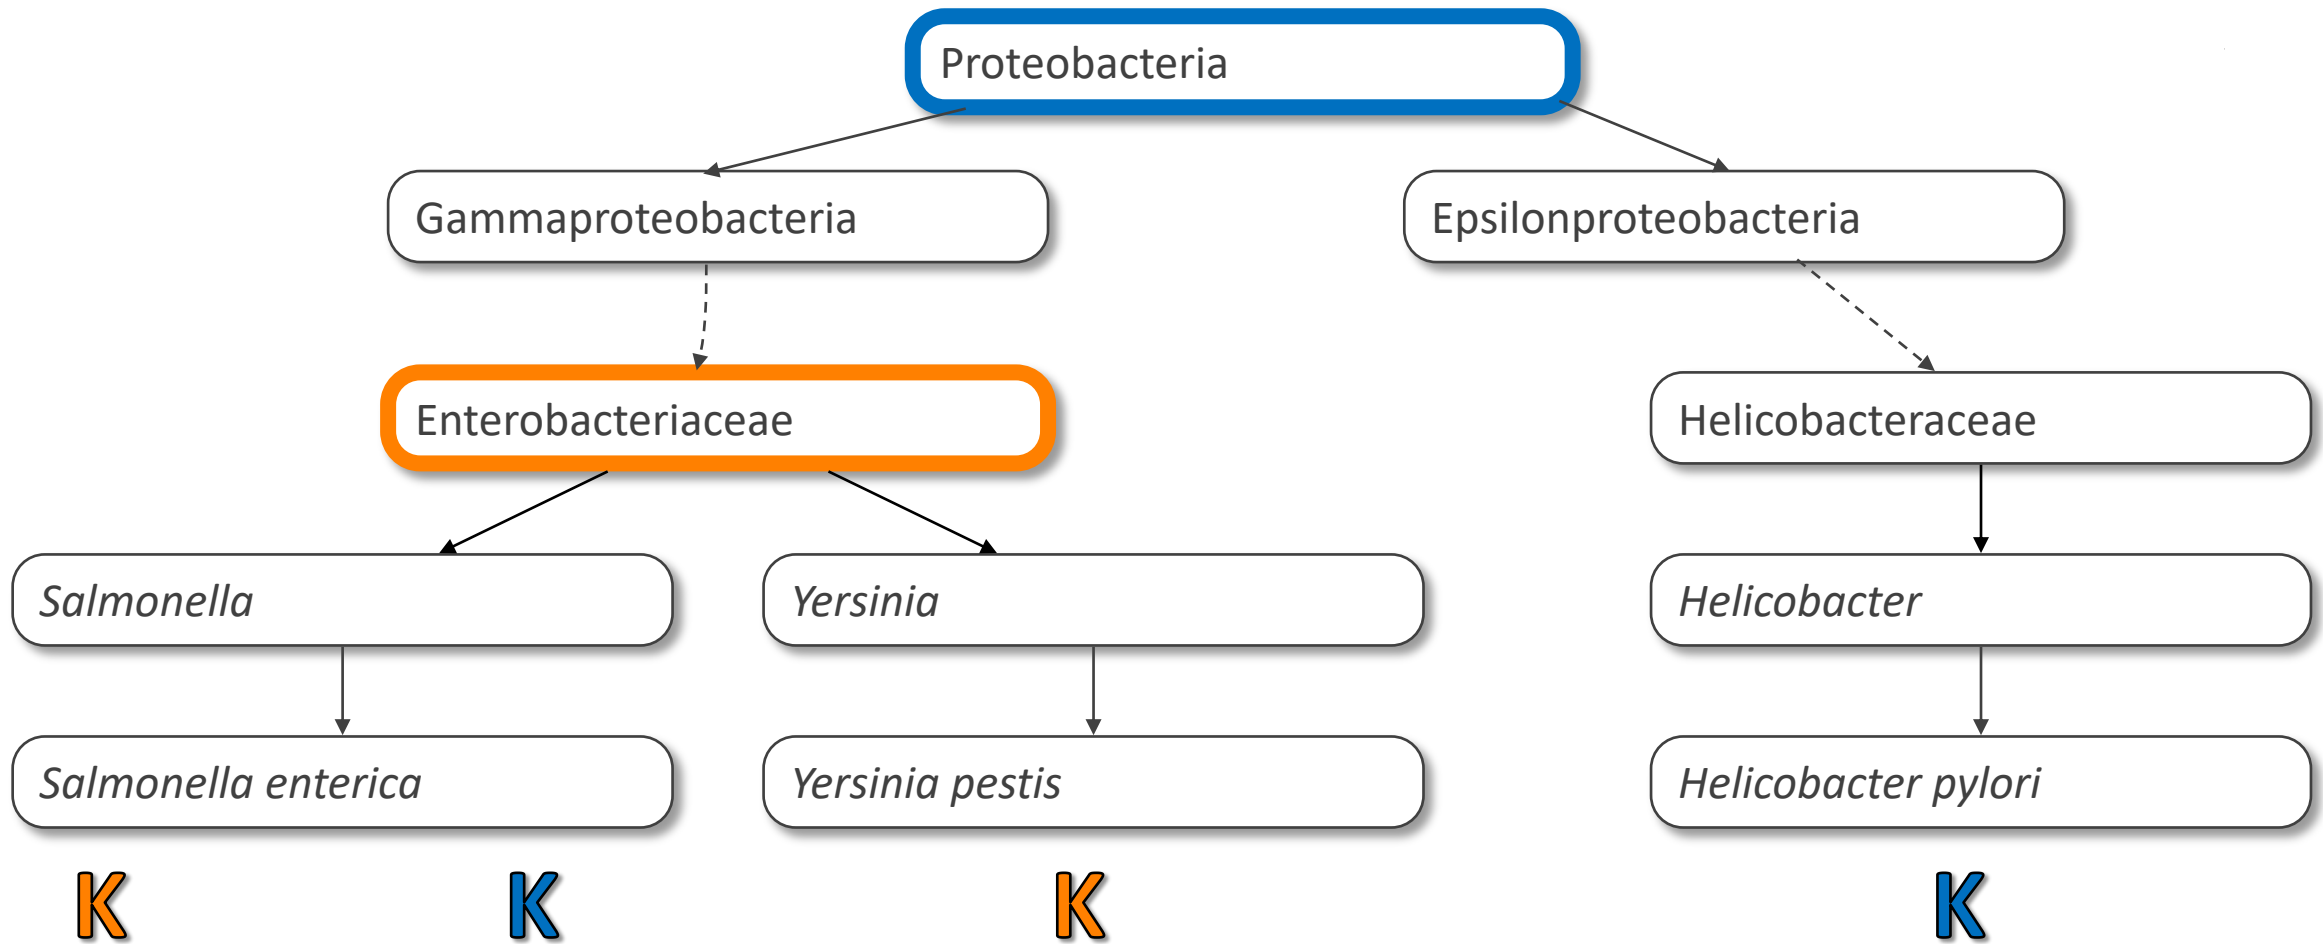 Proteobacteria
Gammaproteobacteria
Epsilonproteobacteria
Enterobacteriaceae
Helicobacteraceae
Salmonella
Yersinia
Helicobacter
Salmonella enterica
Yersinia pestis
Helicobacter pylori
K K K K